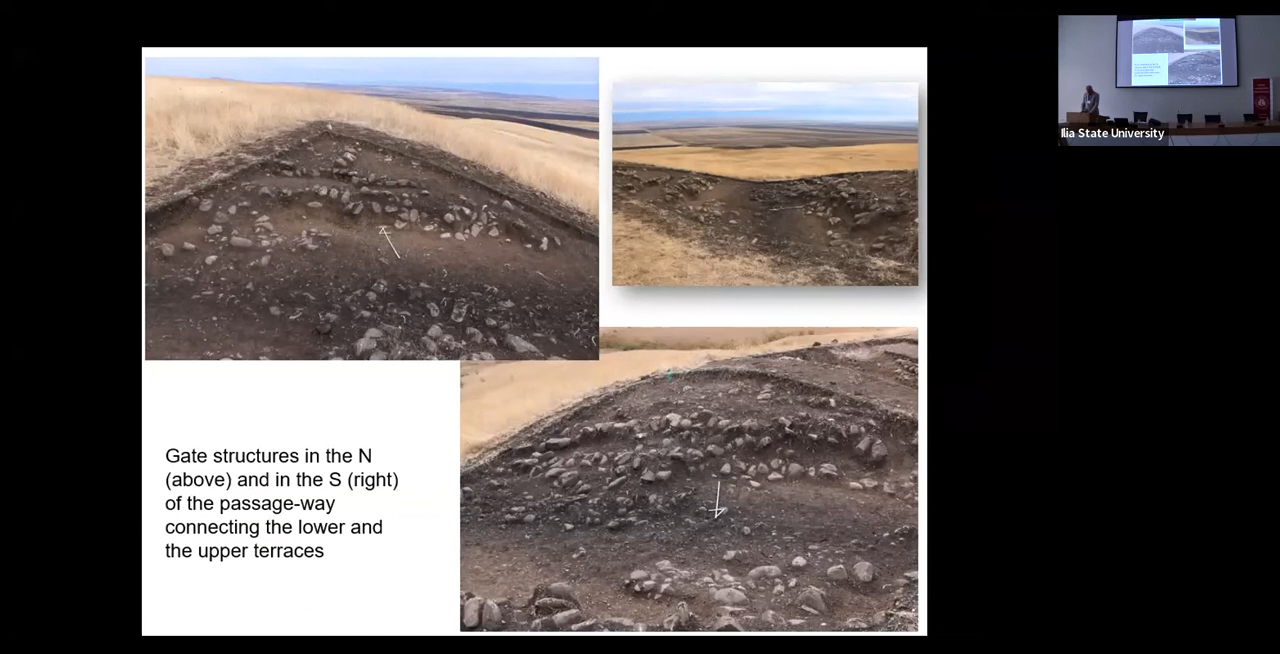 Ilia State University
Gate structures in the N
(above) and in the S (right)
of the passage-way
connecting the lower and
the upper terraces